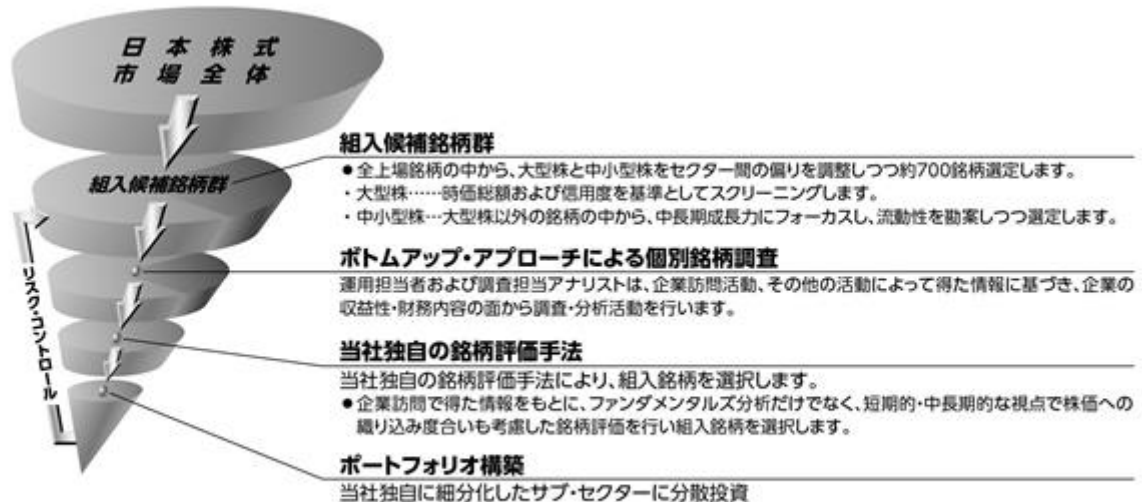 日本株式
市場全体
組入候補銘柄群
リスク・コントロール
組入候補銘柄群
●全上場銘柄の中から、大型株と中小型株をセクター間の偏りを調整しつつ約700銘柄選定します。
・大型株……時価総額および信用度を基準としてスクリーニングします。
・中小型株…大型株以外の銘柄の中から、中長期成長力にフォーカスし、流動性を勘案しつつ選定します。
ボトムアップ・アプローチによる個別銘柄調査
運用担当者および調査担当アナリストは、企業訪問活動、その他の活動によって得た情報に基づき、企業の
収益性・財務内容の面から調査・分析活動を行います。
当社独自の銘柄評価手法
当社独自の銘柄評価手法により、組入銘柄を選択します。
●企業訪問で得た情報をもとに、ファンダメンタルズ分析だけでなく、短期的・中長期的な視点で株価への
織り込み度合いも考慮した銘柄評価を行い組入銘柄を選択します。
ポートフォリオ構築
当社独自に細分化したサブ・セクターに分散投資